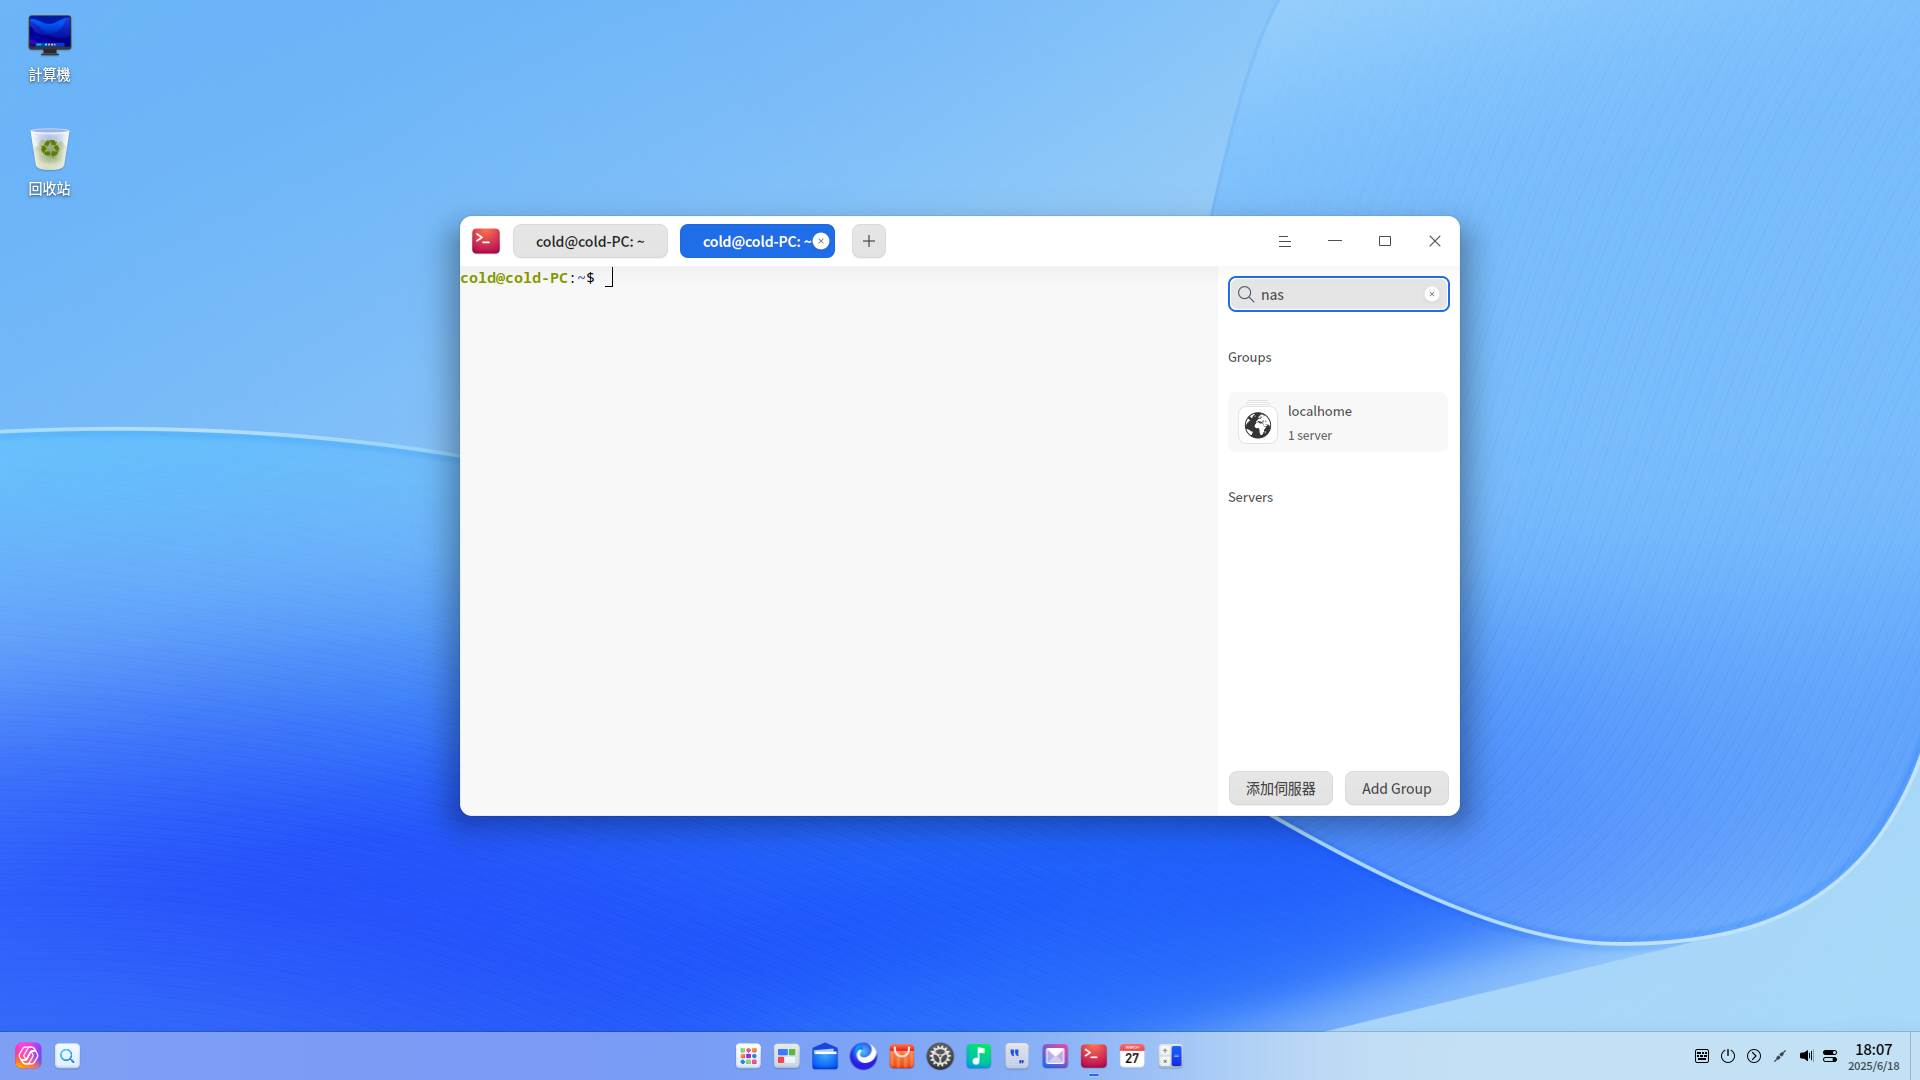 計算機
回收站
cold@cold-PC: ~
cold@cold-PC: ~
cold@cold-PC:~$
nas
Groups
localhome
1 server
Servers
添加伺服器
Add Group
MARCH
27
18:07
2025/6/18